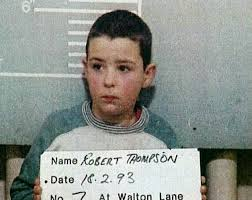 6'
Name ROBERT THOMPSON
Date 18.2.93
No 7 At Walton Lane